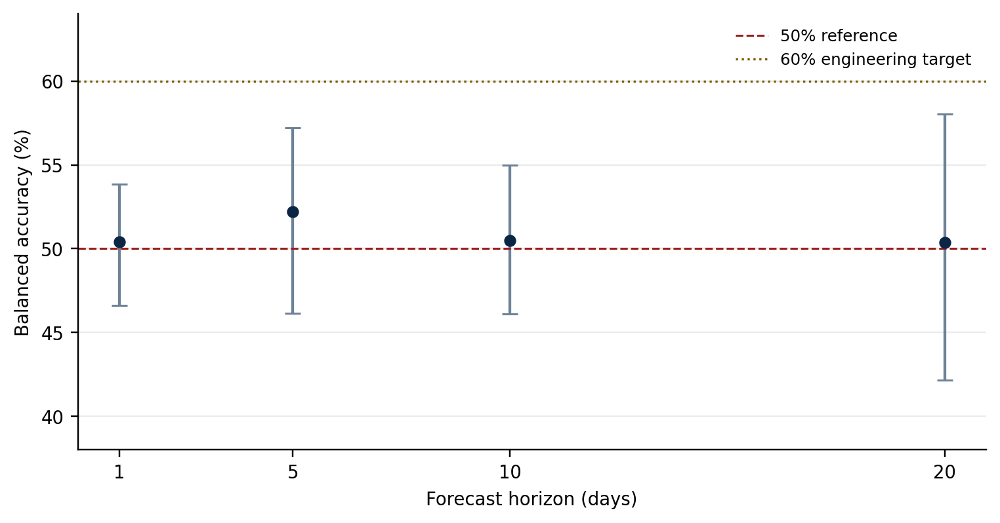 50% reference
60% engineering target
Balanced accuracy (%)
60
55
50
45
40
1 5 10 20
Forecast horizon (days)